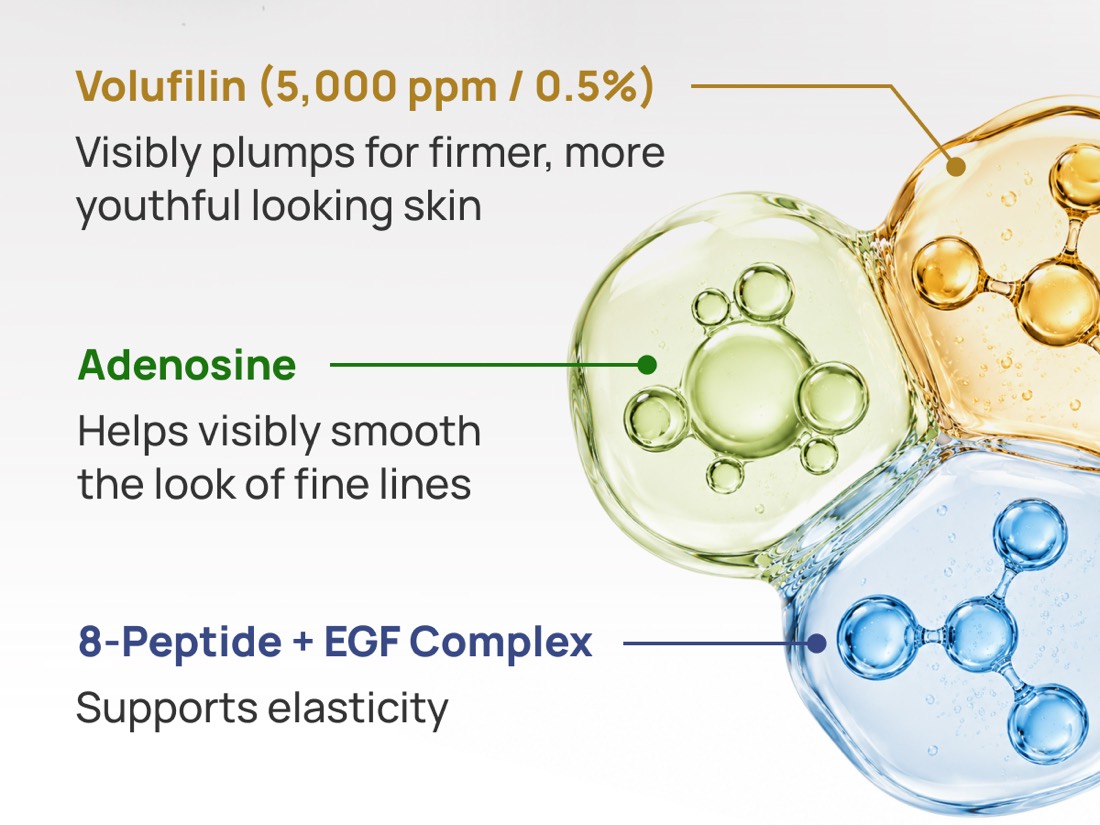 Volufilin (5,000 ppm / 0.5%)
Visibly plumps for firmer, more
youthful looking skin
Adenosine
Helps visibly smooth
the look of fine lines
8-Peptide + EGF Complex
Supports elasticity